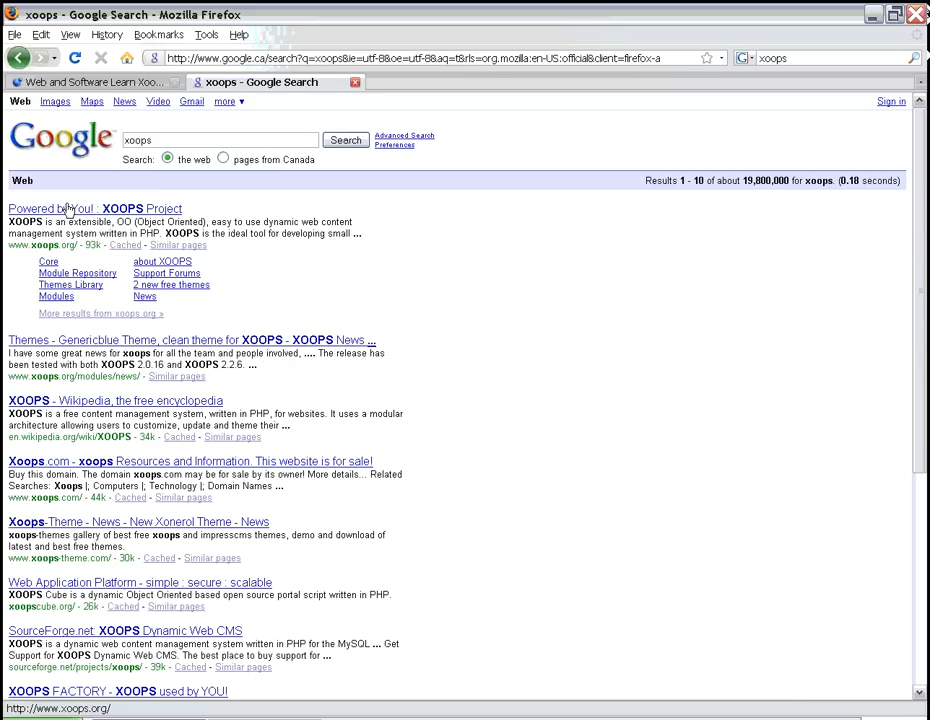 xoops - Google Search - Mozilla Firefox
File Edit View History Bookmarks Tools Help
http://www.google.ca/search?q=xoops&ie=utf-8&oe=utf-8&aq=t&rls=org.mozilla:en-US:official&client=firefox-a
xoops
Web and Software Learn Xoo...
xoops - Google Search
Web Images Maps News Video Gmail more ▼ Sign in
Google
xoops
Search
Advanced Search
Preferences
Search: the web pages from Canada
Web
Results 1 - 10 of about 19,800,000 for xoops. (0.18 seconds)
Powered by You! : XOOPS Project
XOOPS is an extensible, OO (Object Oriented), easy to use dynamic web content
management system written in PHP. XOOPS is the ideal tool for developing small ...
www.xoops.org/ - 93k - Cached - Similar pages
Core about XOOPS
Module Repository Support Forums
Themes Library 2 new free themes
Modules News
More results from xoops.org »
Themes - Genericblue Theme, clean theme for XOOPS - XOOPS News ...
I have some great news for xoops for all the team and people involved, .... The release has
been tested with both XOOPS 2.0.16 and XOOPS 2.2.6. ...
www.xoops.org/modules/news/ - Similar pages
XOOPS - Wikipedia, the free encyclopedia
XOOPS is a free content management system, written in PHP, for websites. It uses a modular
architecture allowing users to customize, update and theme their ...
en.wikipedia.org/wiki/XOOPS - 34k - Cached - Similar pages
Xoops.com - xoops Resources and Information. This website is for sale!
Buy this domain. The domain xoops.com may be for sale by its owner! More details... Related
Searches: Xoops |; Computers |; Technology |; Domain Names ...
www.xoops.com/ - 44k - Cached - Similar pages
Xoops-Theme - News - New Xonerol Theme - News
xoops-themes gallery of best free xoops and impresscms themes, demo and download of
latest and best free themes.
www.xoops-theme.com/ - 30k - Cached - Similar pages
Web Application Platform - simple : secure : scalable
XOOPS Cube is a dynamic Object Oriented based open source portal script written in PHP.
xoopscube.org/ - 26k - Cached - Similar pages
SourceForge.net: XOOPS Dynamic Web CMS
XOOPS is a dynamic web content management system written in PHP for the MySQL ... Get
Support for XOOPS Dynamic Web CMS. The best place to buy support for ...
sourceforge.net/projects/xoops/ - 39k - Cached - Similar pages
XOOPS FACTORY - XOOPS used by YOU!
http://www.xoops.org/